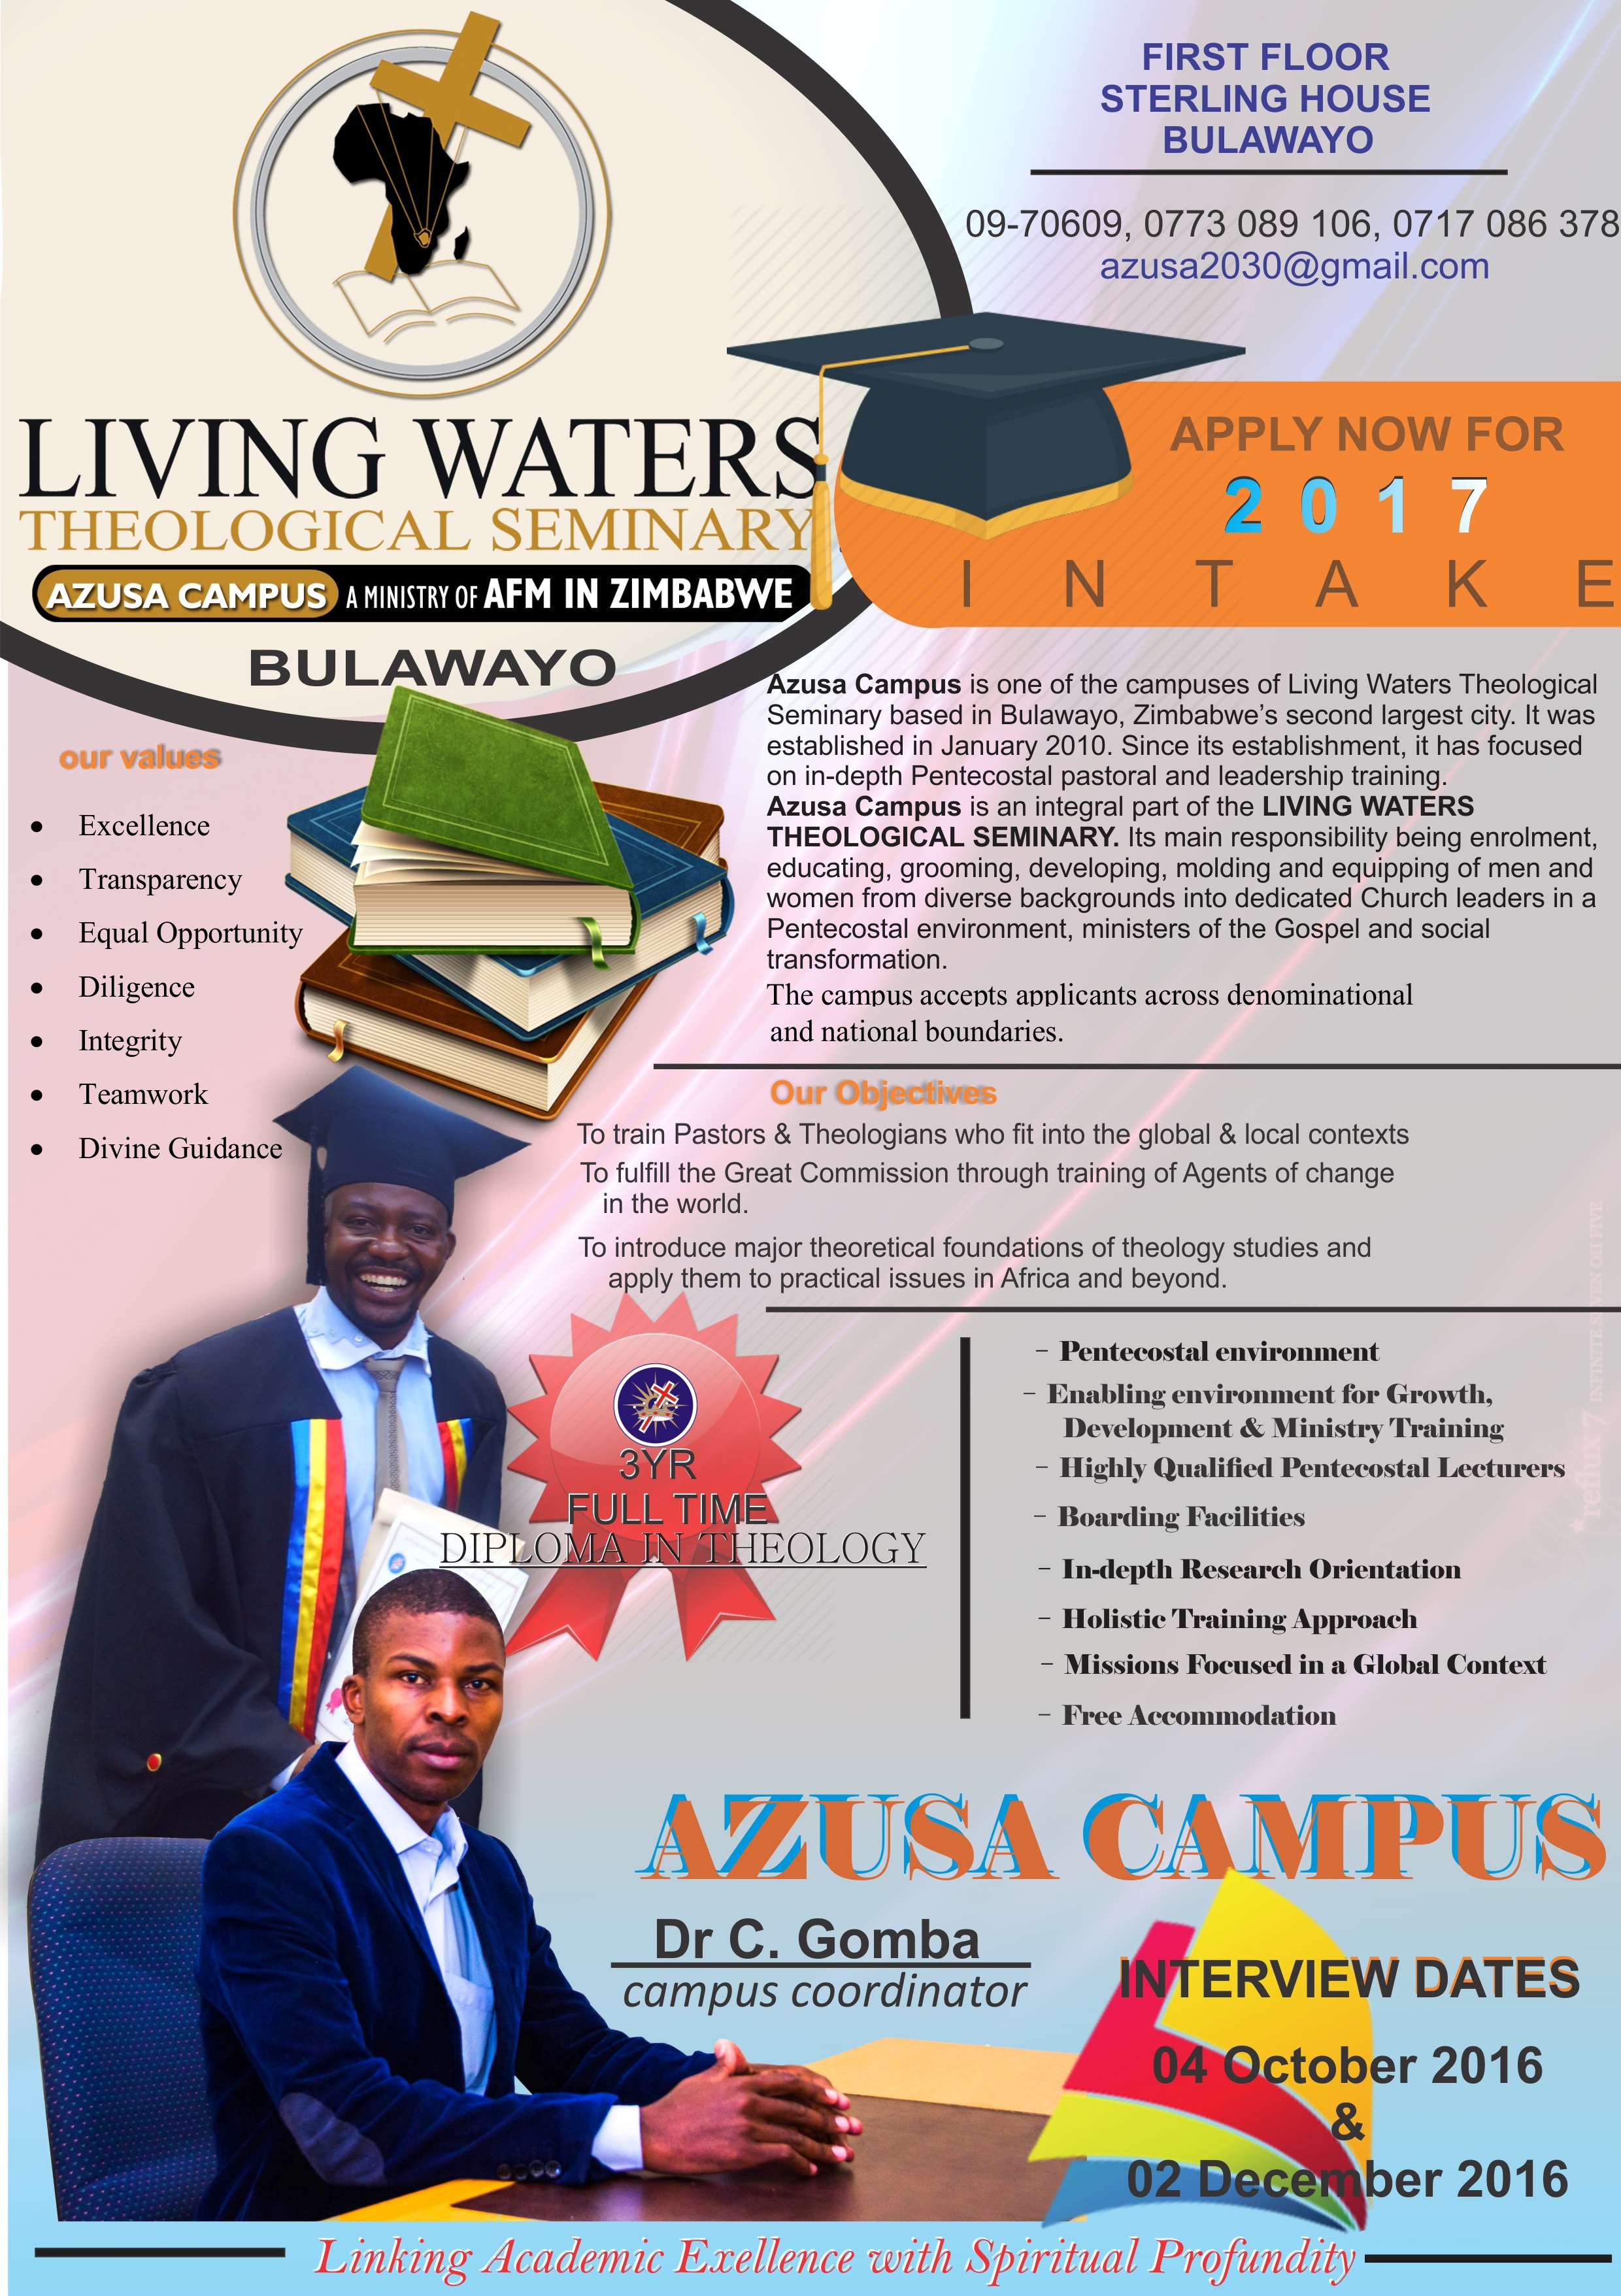 FIRST FLOOR
STERLING HOUSE
BULAWAYO
09-70609, 0773 089 106, 0717 086 378
azusa2030@gmail.com
LIVING WATERS
THEOLOGICAL SEMINARY
AZUSA CAMPUS A MINISTRY OF AFM IN ZIMBABWE
BULAWAYO
APPLY NOW FOR
2 0 1 7
I N T A K E
our values
• Excellence
• Transparency
• Equal Opportunity
• Diligence
• Integrity
• Teamwork
• Divine Guidance
Azusa Campus is one of the campuses of Living Waters Theological
Seminary based in Bulawayo, Zimbabwe's second largest city. It was
established in January 2010. Since its establishment, it has focused
on in-depth Pentecostal pastoral and leadership training.
Azusa Campus is an integral part of the LIVING WATERS
THEOLOGICAL SEMINARY. Its main responsibility being enrolment,
educating, grooming, developing, molding and equipping of men and
women from diverse backgrounds into dedicated Church leaders in a
Pentecostal environment, ministers of the Gospel and social
transformation.
The campus accepts applicants across denominational
and national boundaries.
Our Objectives
To train Pastors & Theologians who fit into the global & local contexts
To fulfill the Great Commission through training of Agents of change
in the world.
To introduce major theoretical foundations of theology studies and
apply them to practical issues in Africa and beyond.
3YR
FULL TIME
DIPLOMA IN THEOLOGY
– Pentecostal environment
– Enabling environment for Growth,
Development & Ministry Training
– Highly Qualified Pentecostal Lecturers
– Boarding Facilities
– In-depth Research Orientation
– Holistic Training Approach
– Missions Focused in a Global Context
– Free Accommodation
reflux 7 INFINITE SEVEN OH FIVE
AZUSA CAMPUS
Dr C. Gomba
campus coordinator
INTERVIEW DATES
04 October 2016
&
02 December 2016
Linking Academic Exellence with Spiritual Profundity